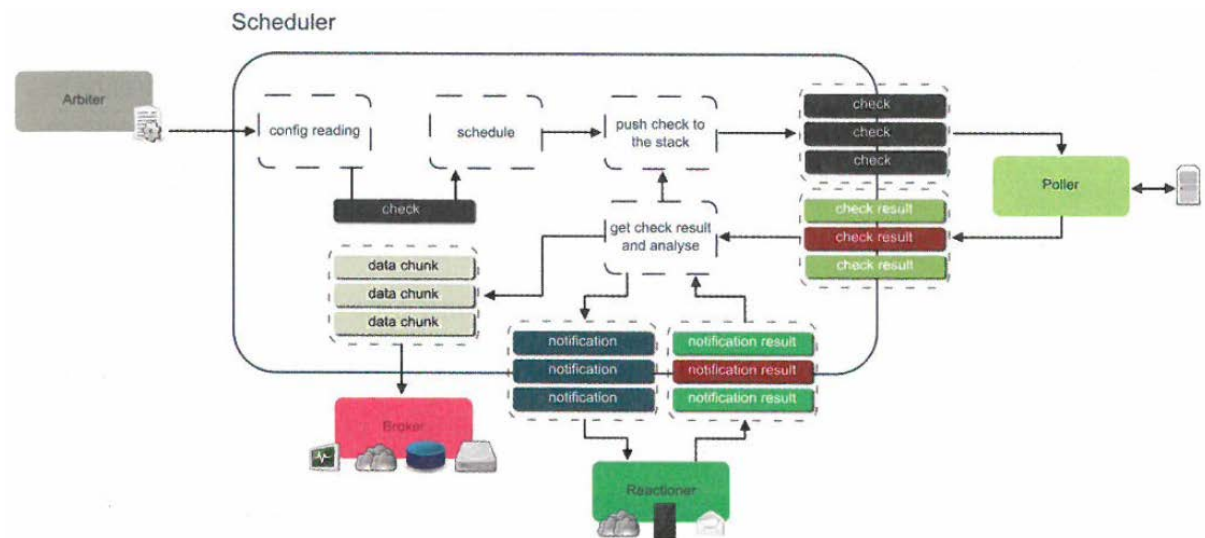 Scheduler
Arbiter
config reading
schedule
push check to
the stack
check
check
check
Poller
check
check result
check result
check result
get check result
and analyse
data chunk
data chunk
data chunk
notification
notification
notification
notification result
notification result
notification result
Broker
Reactioner